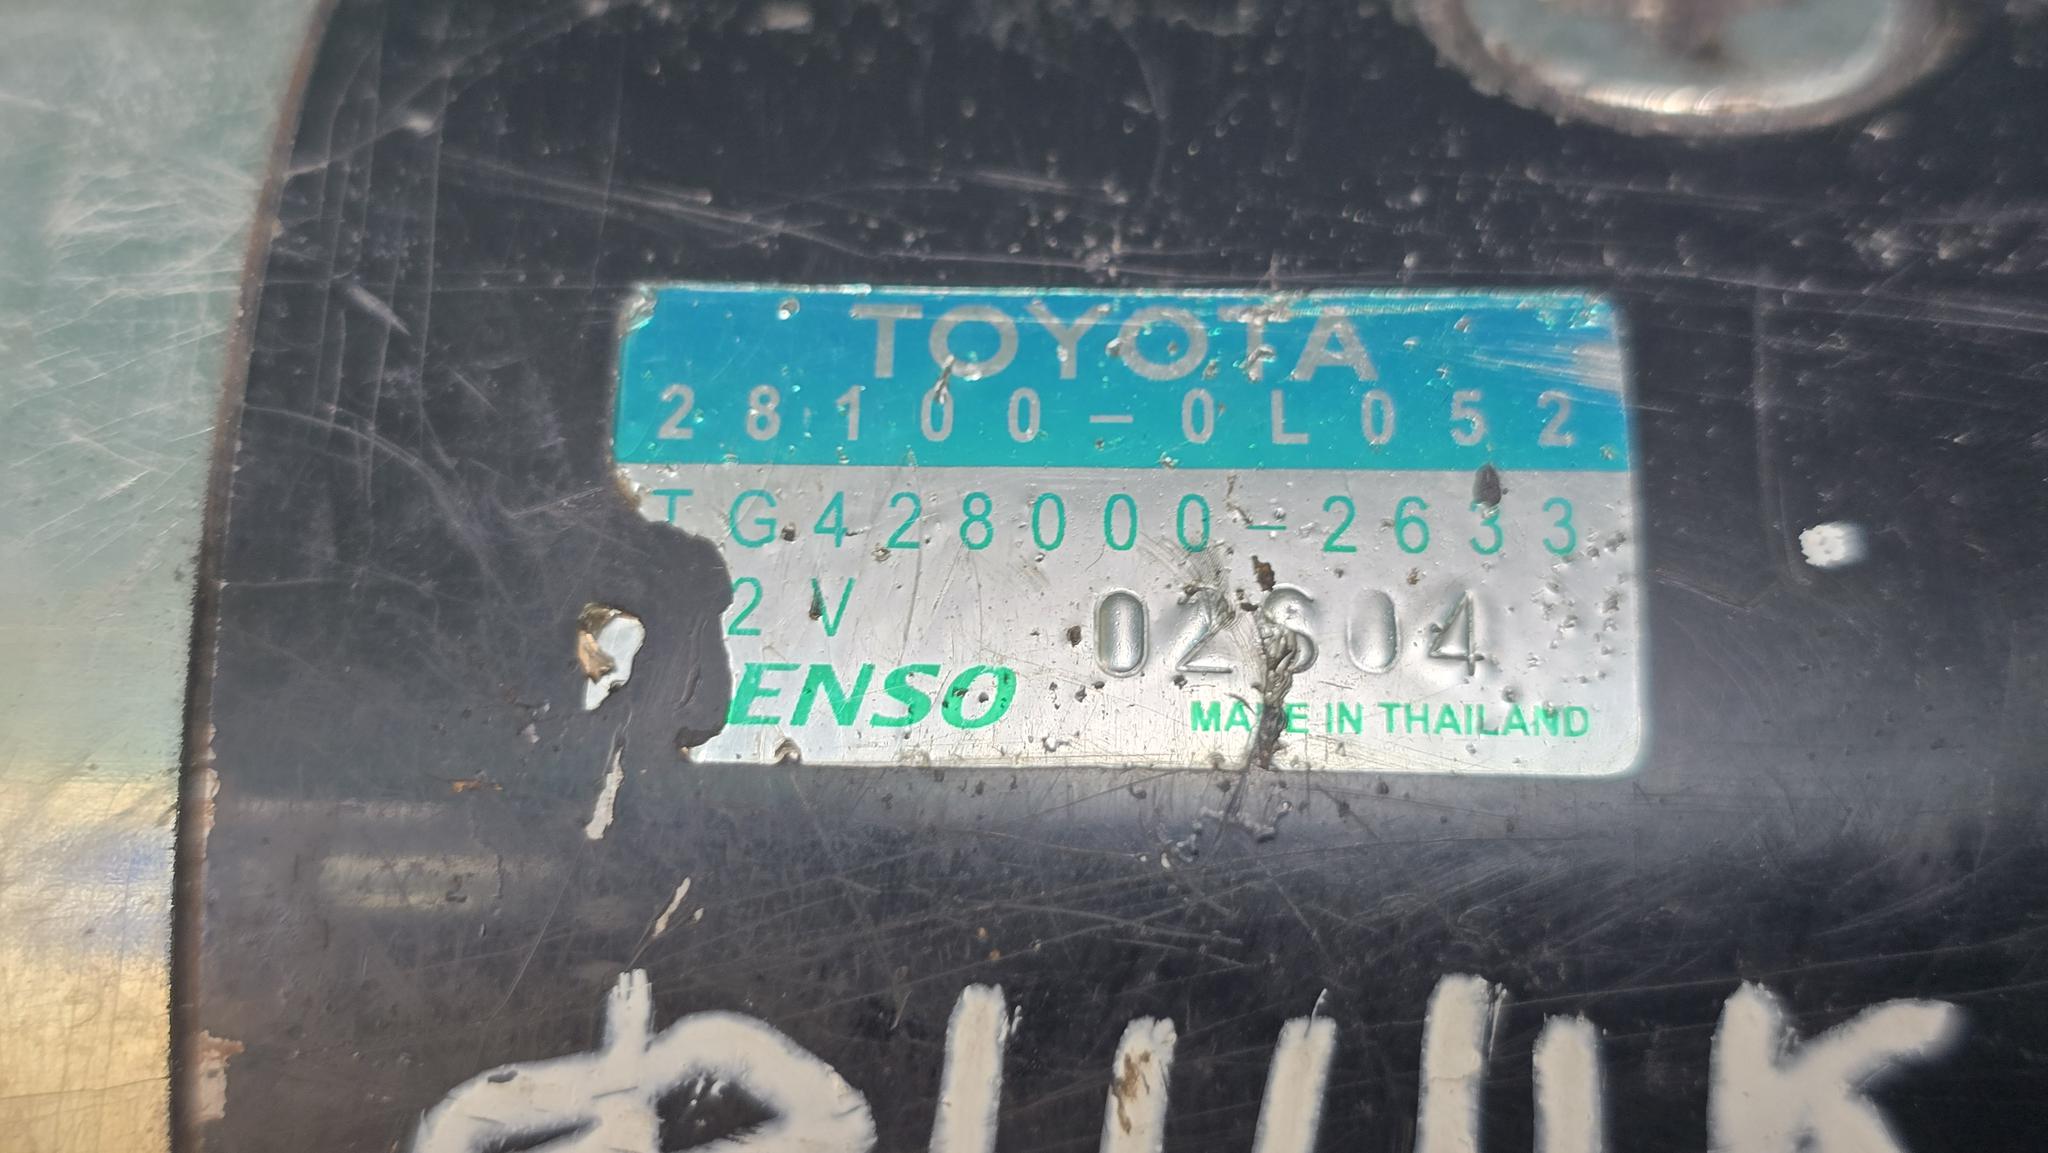 TOYOTA
28100-0L052
TG428000-2633
2V 02S04
ENSO MADE IN THAILAND